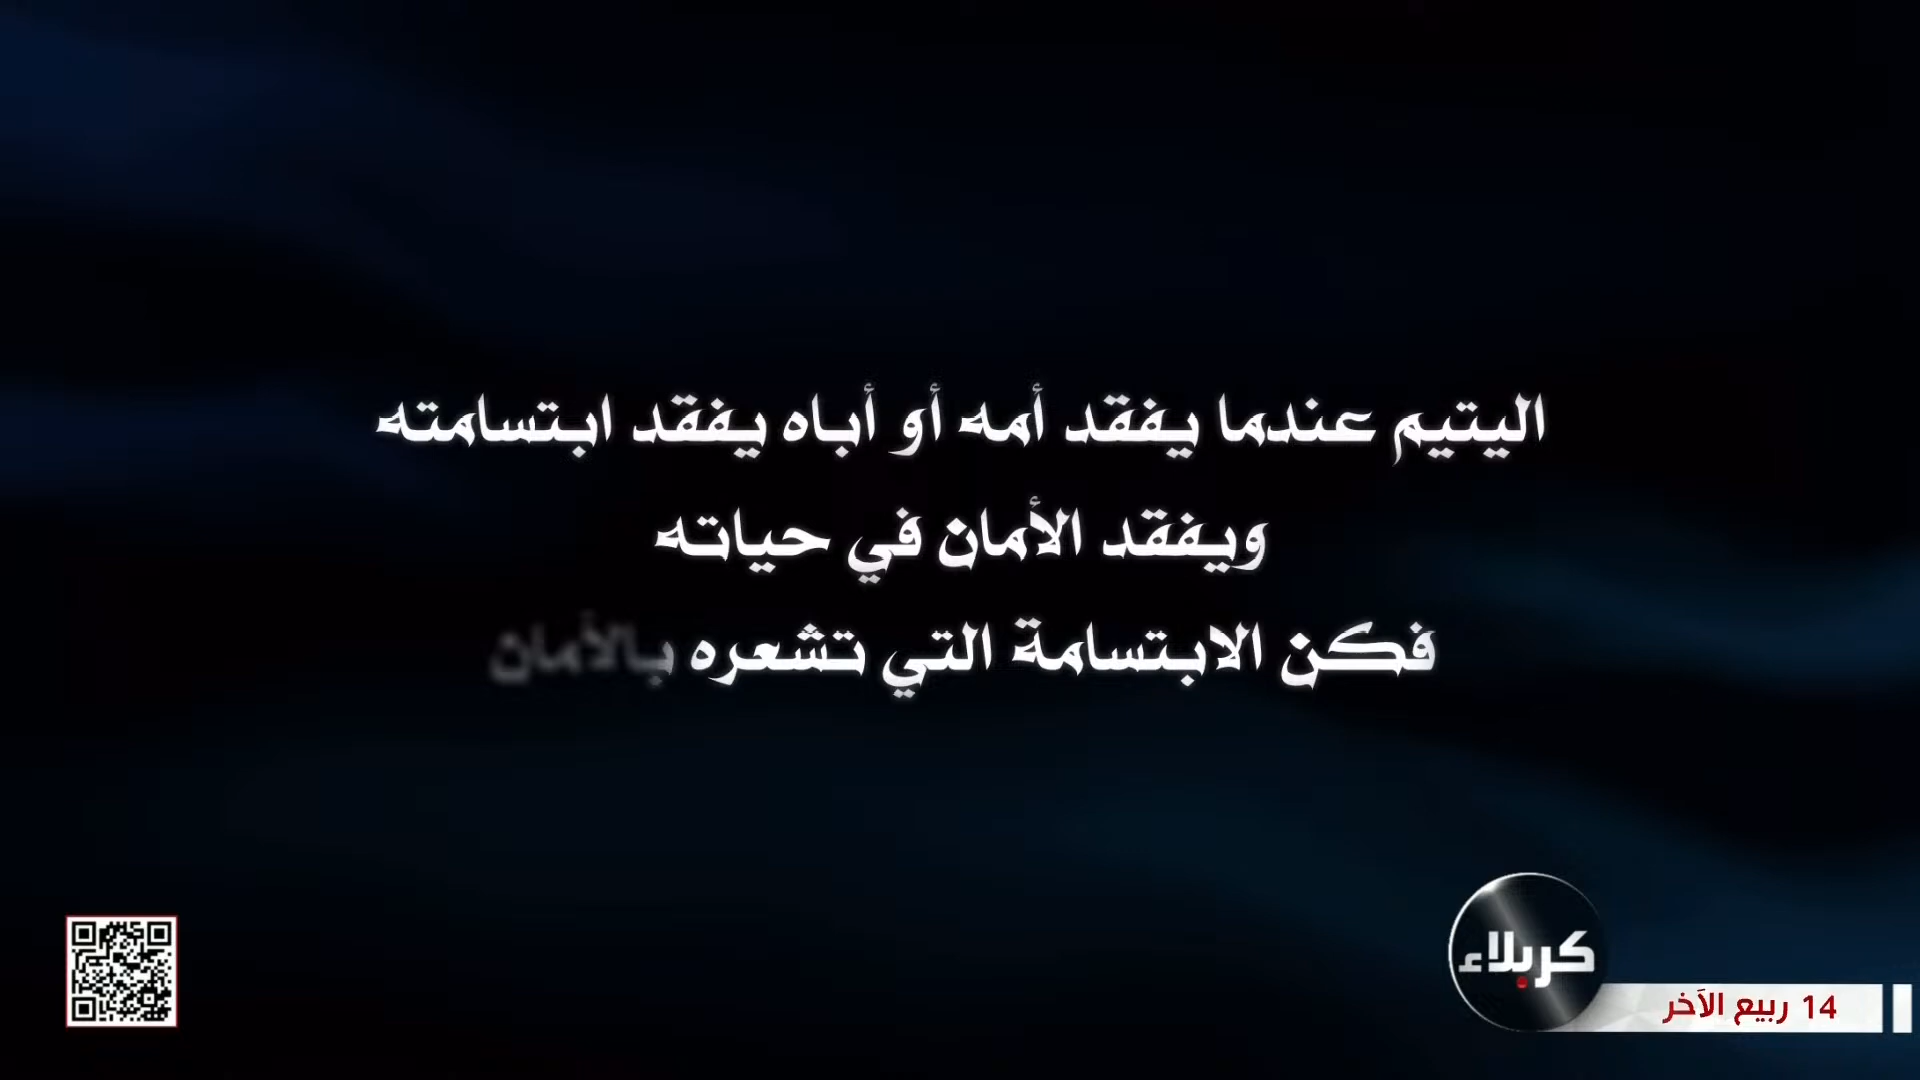 اليتيم عندما يفقد أمه أو أباه يفقد ابتسامته
ويفقد الأمان في حياته
فكن الابتسامة التي تشعره بالأمان
كربلاء
14 ربيع الآخر